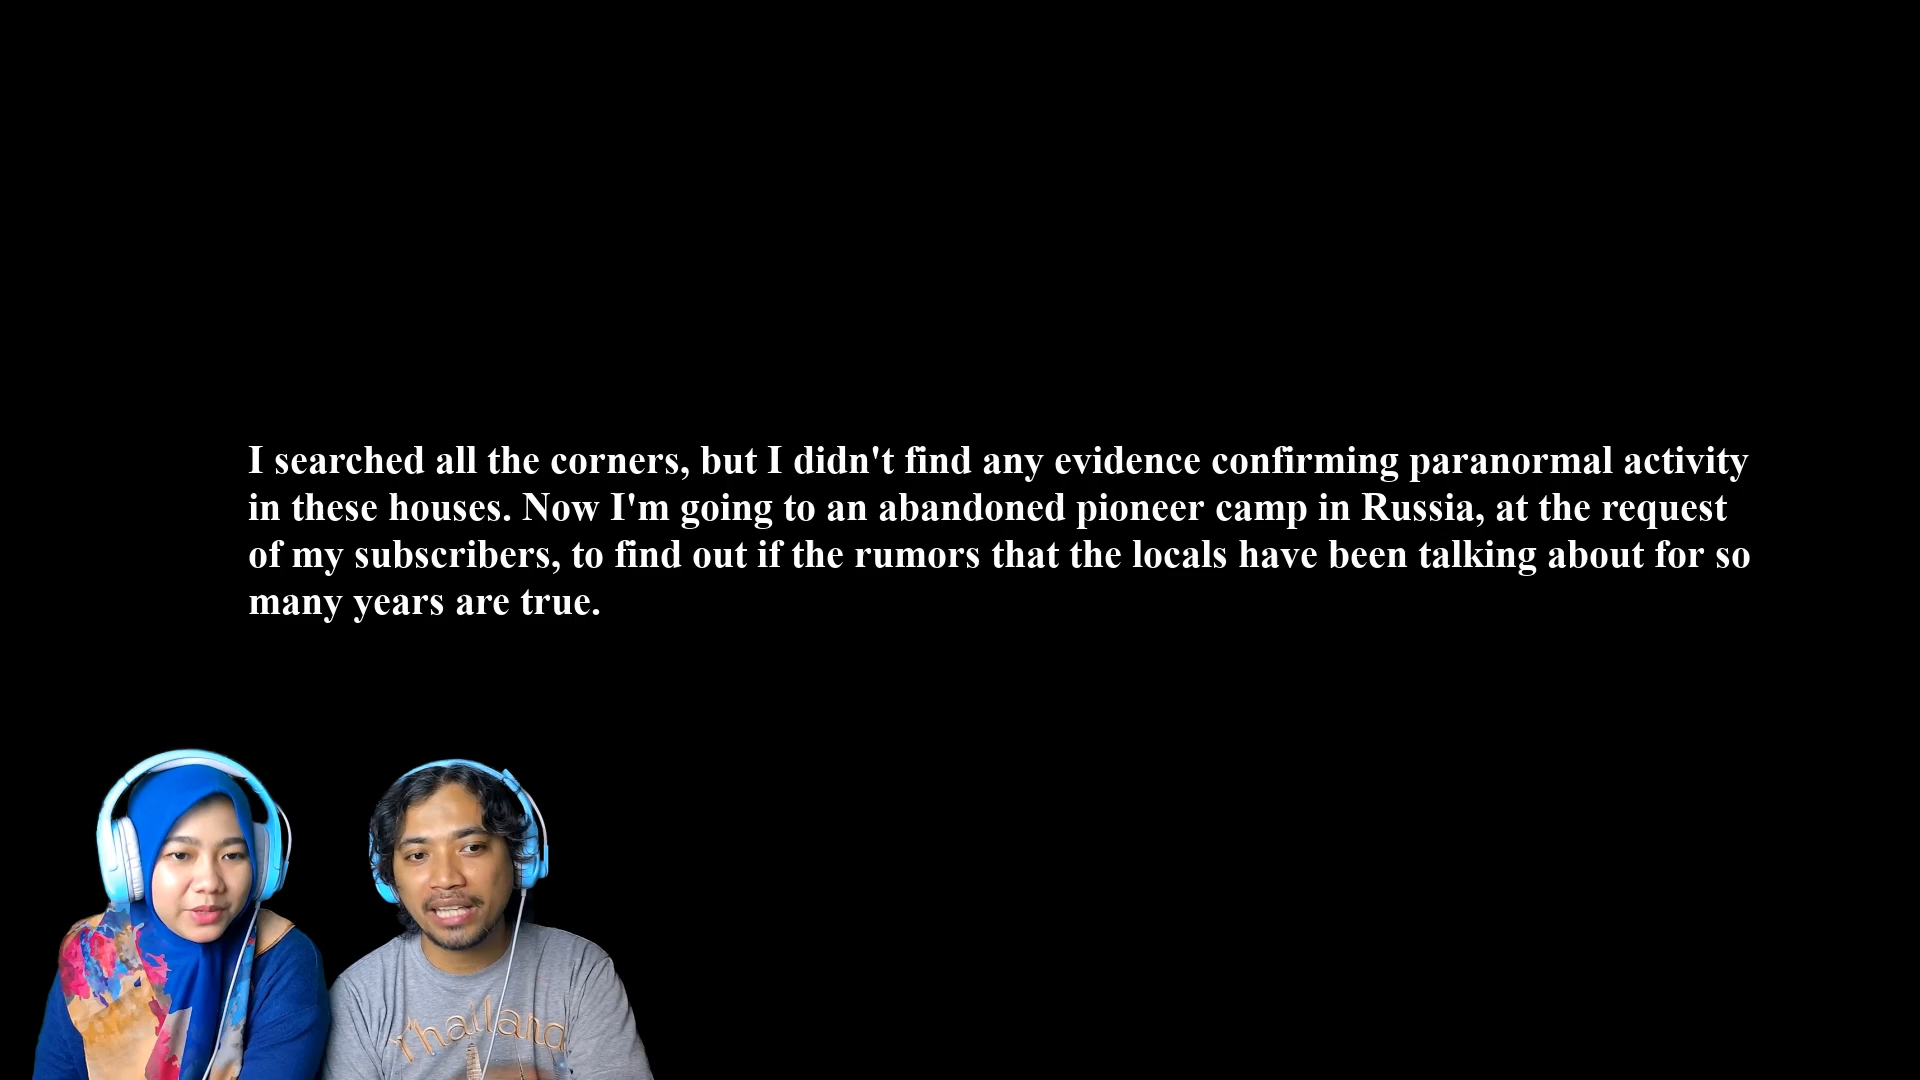 I searched all the corners, but I didn't find any evidence confirming paranormal activity
in these houses. Now I'm going to an abandoned pioneer camp in Russia, at the request
of my subscribers, to find out if the rumors that the locals have been talking about for so
many years are true.
Thailand